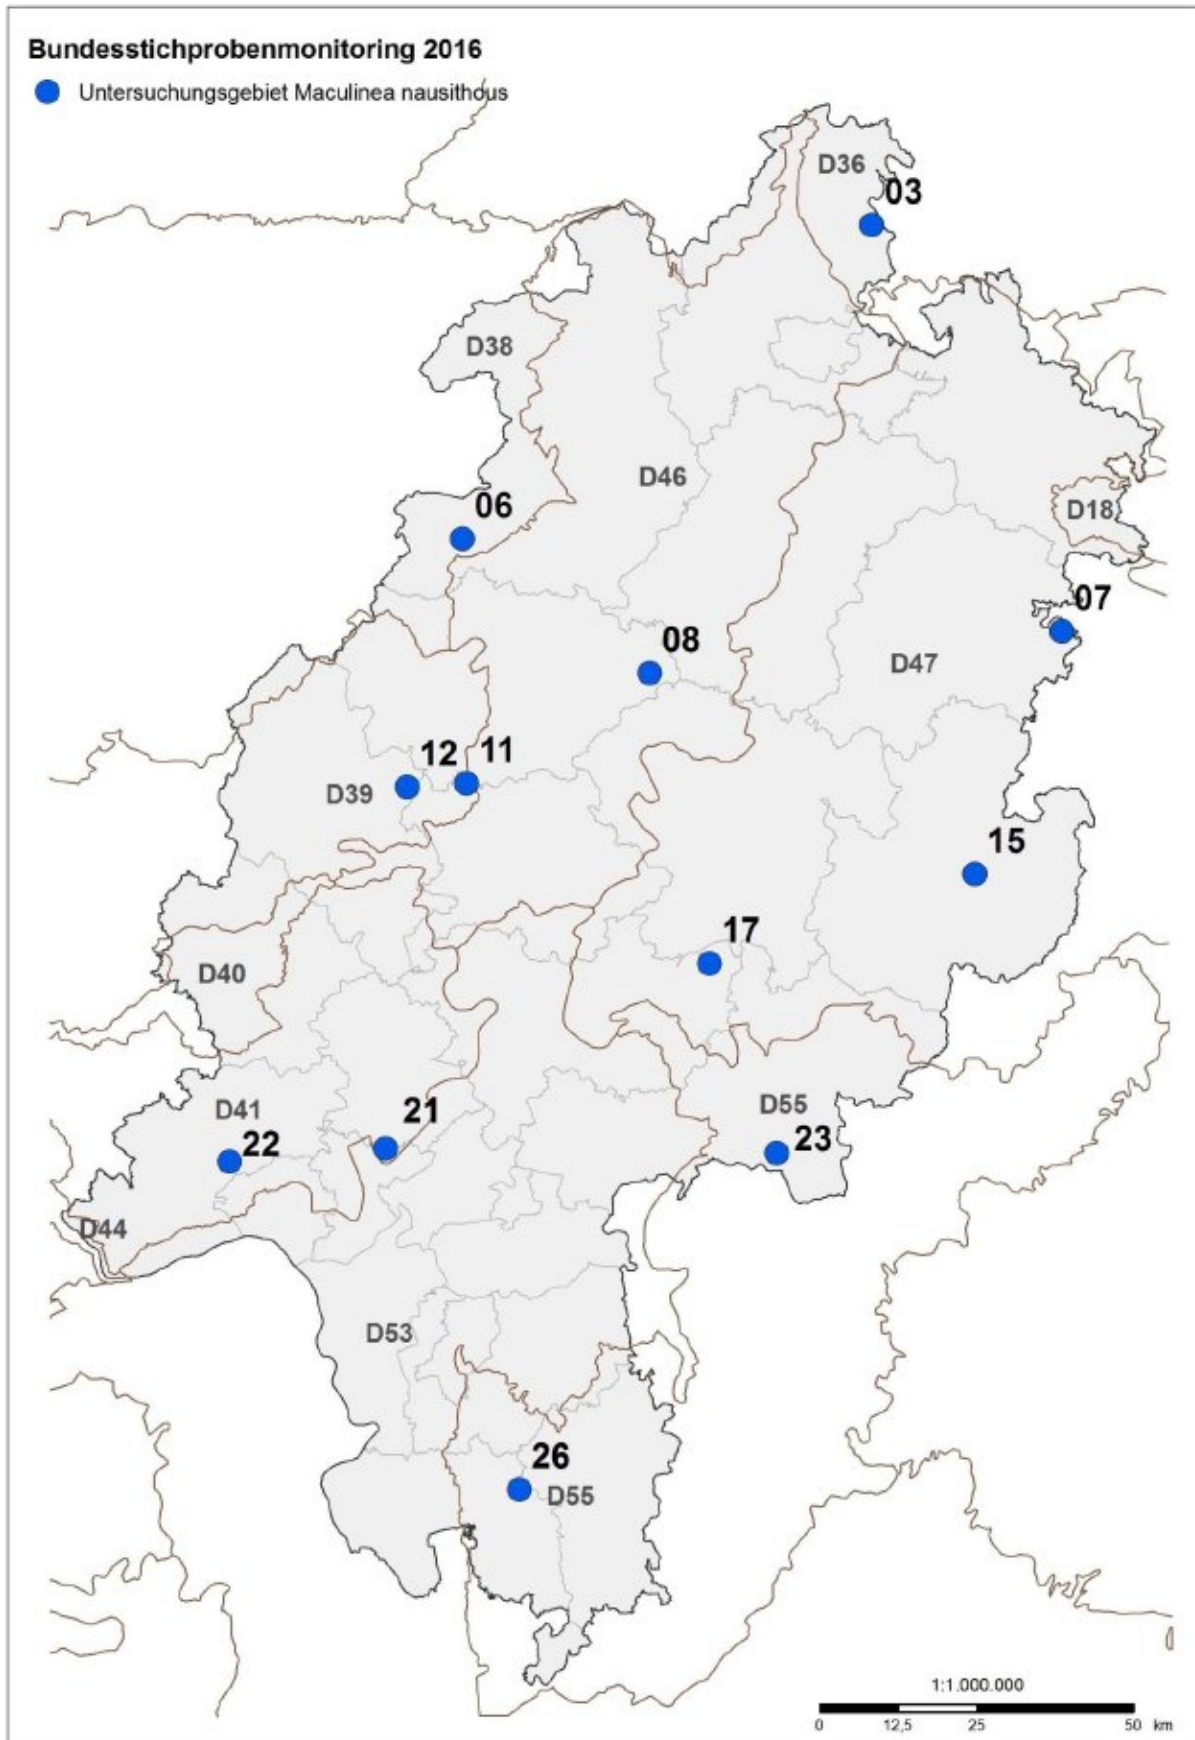 Bundesstichprobenmonitoring 2016
Untersuchungsgebiet Maculinea nausithous
D36
03
D38
D46
06
D18
07
08
D47
12
11
D39
15
17
D40
D41
21
D55
22
23
D44
D53
26
D55
1:1.000.000
0 12,5 25 50 km